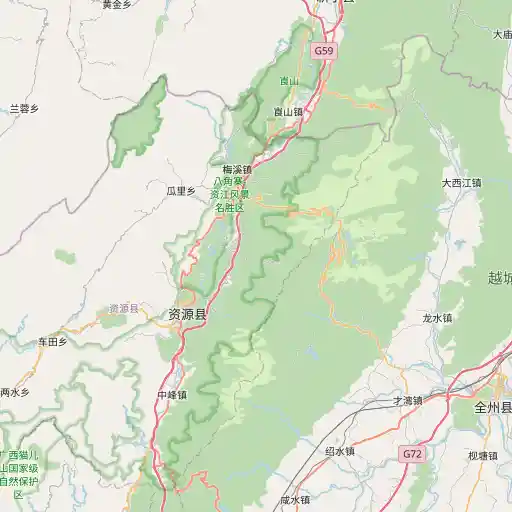 黄金乡
G59
大庙
崀山
兰蓉乡
崀山镇
梅溪镇
八角寨
资江风景
名胜区
瓜里乡
大西江镇
越城
资源县
资源县
龙水镇
车田乡
两水乡
中峰镇
才湾镇
全州县
绍水镇
G72
枧塘镇
广西猫儿
山国家级
自然保护
区
咸水镇